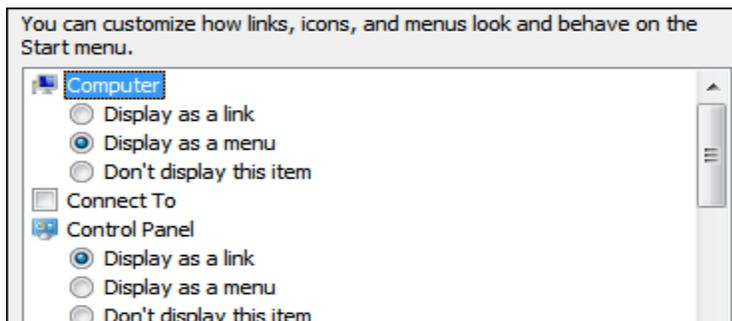 You can customize how links, icons, and menus look and behave on the
Start menu.
Computer
Display as a link
Display as a menu
Don't display this item
Connect To
Control Panel
Display as a link
Display as a menu
Don't display this item